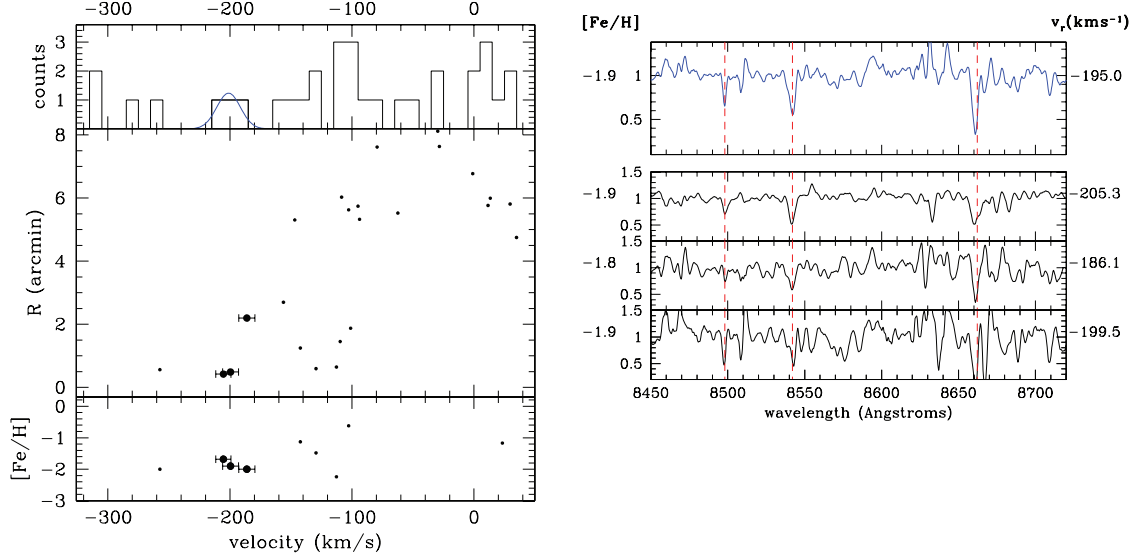 −300 −200 −100 0
counts
3
2
1
R (arcmin)
8
6
4
2
0
[Fe/H]
0
−1
−2
−3
−300 −200 −100 0
velocity (km/s)
[Fe/H] vr(kms−1)
−1.9 1 0.5 −195.0
−1.9 1.5 1 0.5 −205.3
−1.8 1.5 1 0.5 −186.1
−1.9 1.5 1 0.5 −199.5
8450 8500 8550 8600 8650 8700
wavelength (Angstroms)